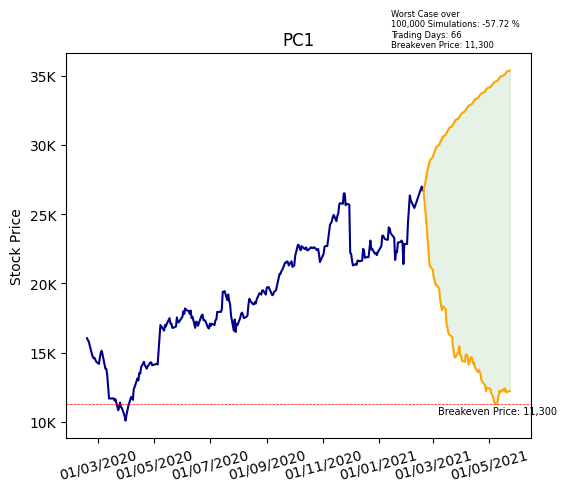 Worst Case over
100,000 Simulations: -57.72 %
Trading Days: 66
Breakeven Price: 11,300
PC1
35K
30K
25K
20K
15K
10K
Stock Price
Breakeven Price: 11,300
01/03/2020
01/05/2020
01/07/2020
01/09/2020
01/11/2020
01/01/2021
01/03/2021
01/05/2021